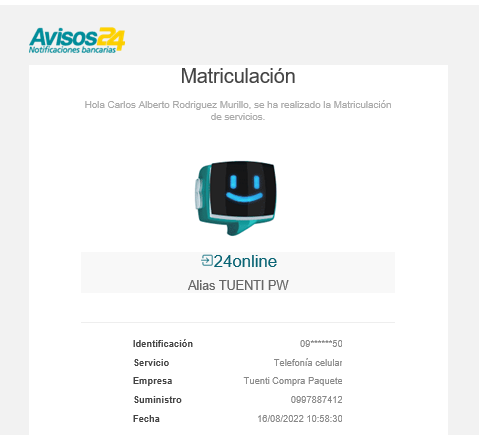 Avisos24
Notificaciones bancarias
Matriculación
Hola Carlos Alberto Rodriguez Murillo, se ha realizado la Matriculación
de servicios.
24online
Alias TUENTI PW
Identificación 09******50
Servicio Telefonía celular
Empresa Tuenti Compra Paquete
Suministro 0997887412
Fecha 16/08/2022 10:58:30